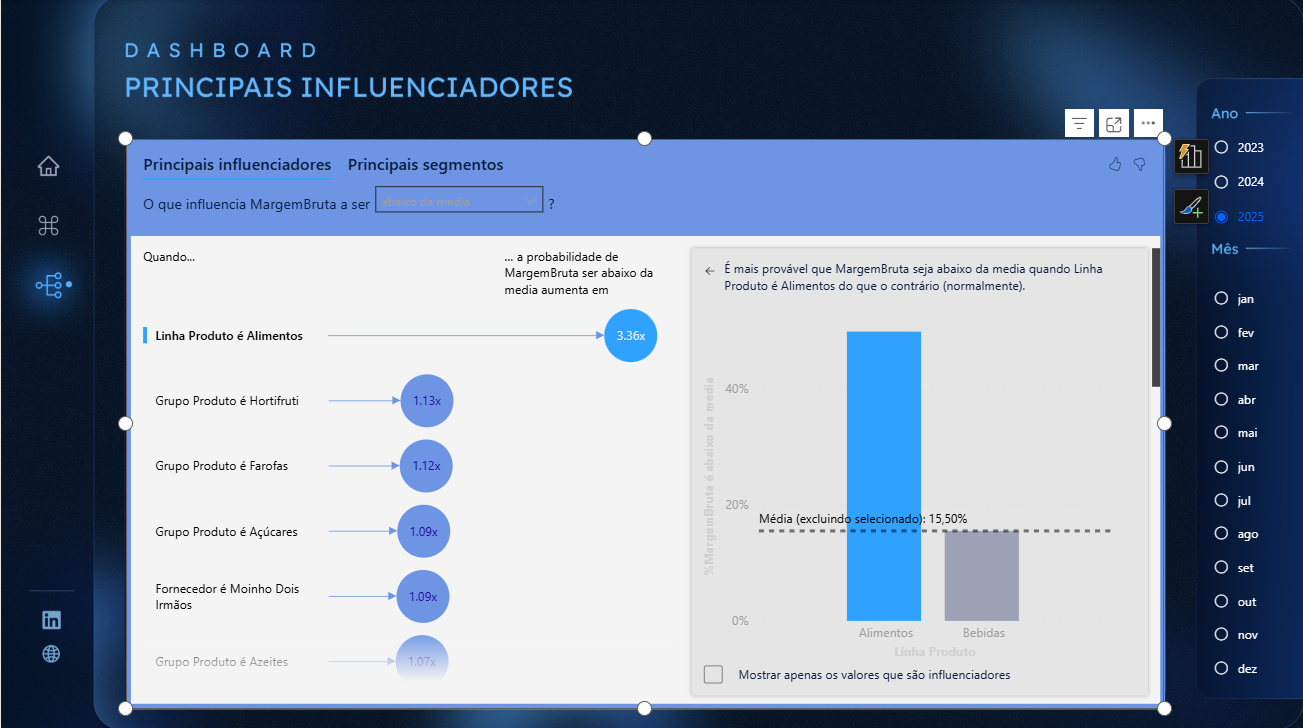 DASHBOARD
PRINCIPAIS INFLUENCIADORES
Principais influenciadores
Principais segmentos
O que influencia MargemBruta a ser
abaixo da media
?
Quando...
... a probabilidade de
MargemBruta ser abaixo da
media aumenta em
Linha Produto é Alimentos
3.36x
Grupo Produto é Hortifruti
1.13x
Grupo Produto é Farofas
1.12x
Grupo Produto é Açúcares
1.09x
Fornecedor é Moinho Dois
Irmãos
1.09x
Grupo Produto é Azeites
1.07x
É mais provável que MargemBruta seja abaixo da media quando Linha
Produto é Alimentos do que o contrário (normalmente).
%MargemBruta é abaixo da media
40%
20%
0%
Média (excluindo selecionado): 15,50%
Alimentos
Bebidas
Linha Produto
Mostrar apenas os valores que são influenciadores
Ano
2023
2024
2025
Mês
jan
fev
mar
abr
mai
jun
jul
ago
set
out
nov
dez
in